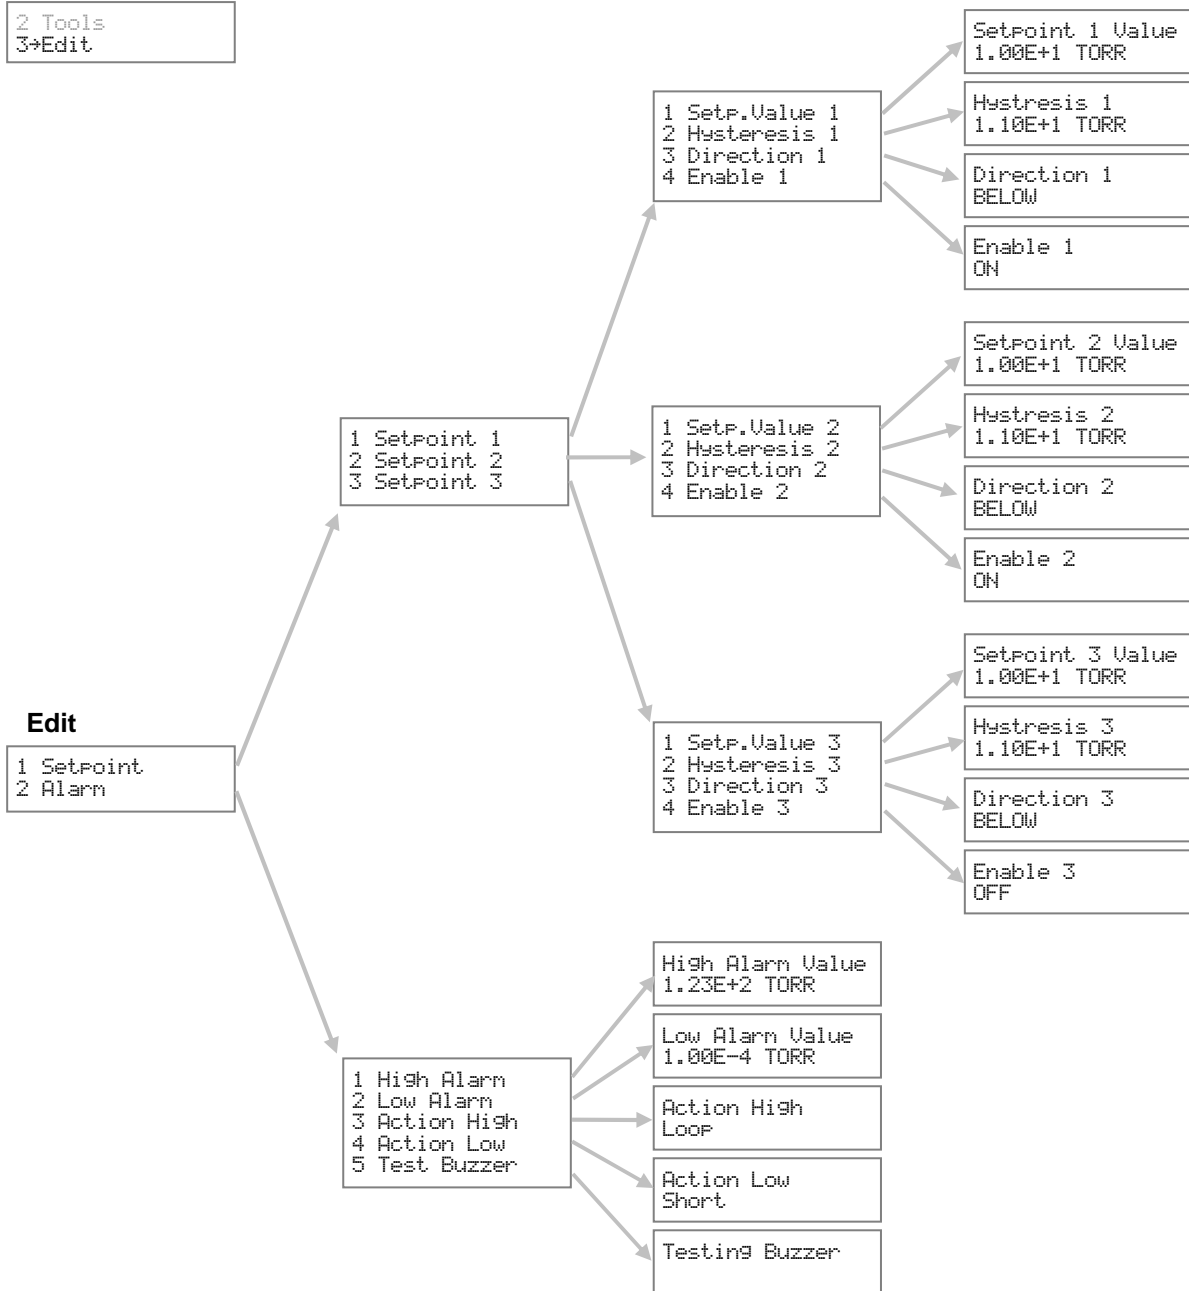 2 Tools
3→Edit
Edit
1 Setpoint
2 Alarm
1 Setpoint 1
2 Setpoint 2
3 Setpoint 3
1 Setp.Value 1
2 Hysteresis 1
3 Direction 1
4 Enable 1
Setpoint 1 Value
1.00E+1 TORR
Hystresis 1
1.10E+1 TORR
Direction 1
BELOW
Enable 1
ON
1 Setp.Value 2
2 Hysteresis 2
3 Direction 2
4 Enable 2
Setpoint 2 Value
1.00E+1 TORR
Hystresis 2
1.10E+1 TORR
Direction 2
BELOW
Enable 2
ON
1 Setp.Value 3
2 Hysteresis 3
3 Direction 3
4 Enable 3
Setpoint 3 Value
1.00E+1 TORR
Hystresis 3
1.10E+1 TORR
Direction 3
BELOW
Enable 3
OFF
1 High Alarm
2 Low Alarm
3 Action High
4 Action Low
5 Test Buzzer
High Alarm Value
1.23E+2 TORR
Low Alarm Value
1.00E-4 TORR
Action High
Loop
Action Low
Short
Testing Buzzer